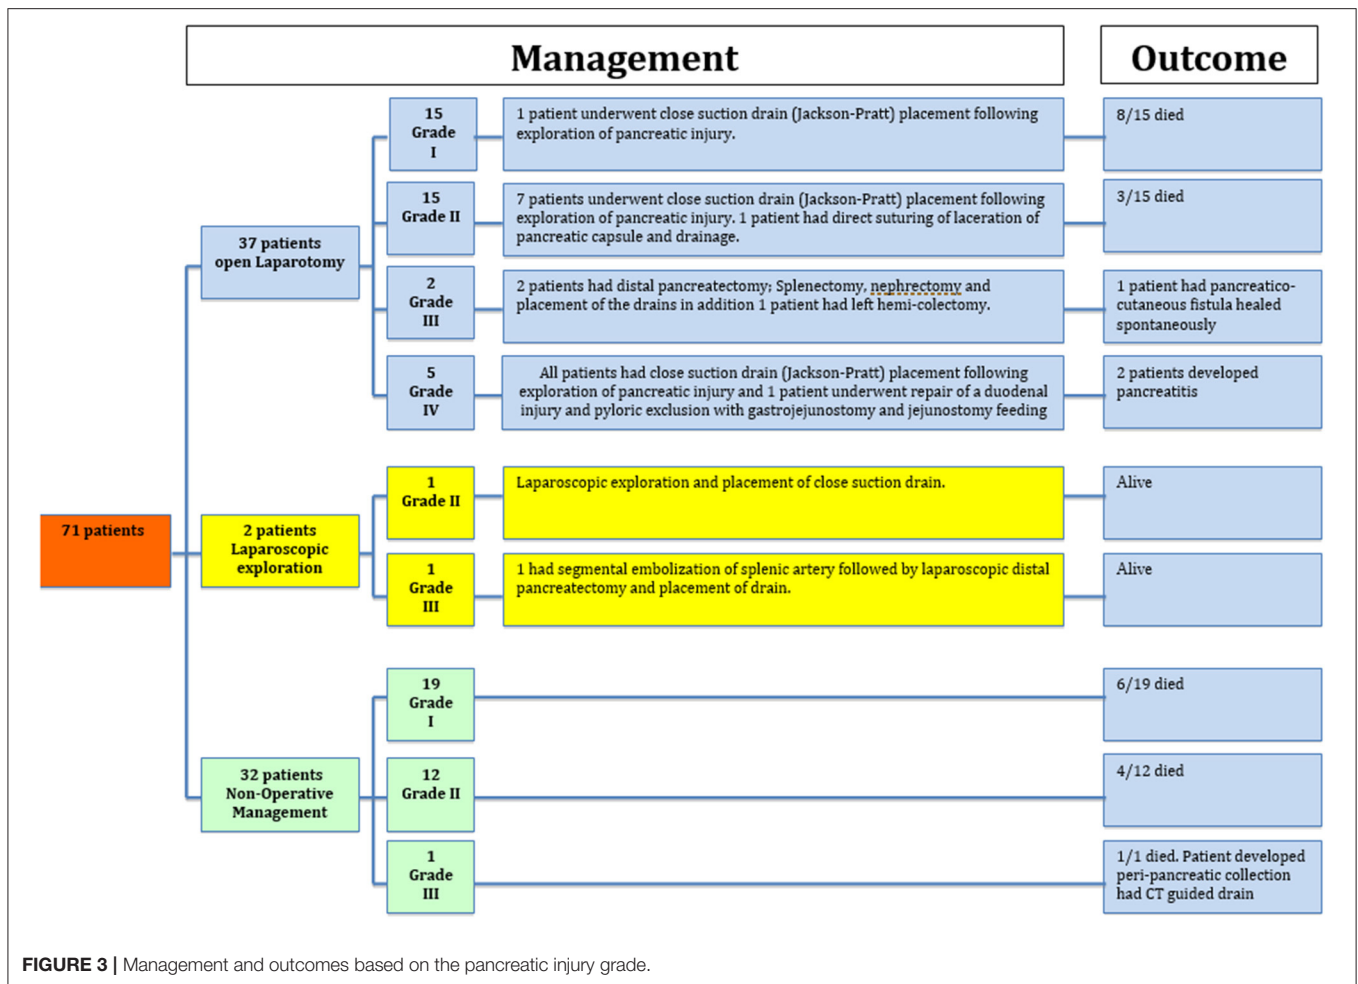 Management
Outcome
15
Grade
I
1 patient underwent close suction drain (Jackson-Pratt) placement following
exploration of pancreatic injury.
8/15 died
15
Grade II
7 patients underwent close suction drain (Jackson-Pratt) placement following
exploration of pancreatic injury. 1 patient had direct suturing of laceration of
pancreatic capsule and drainage.
3/15 died
37 patients
open Laparotomy
2
Grade
III
2 patients had distal pancreatectomy; Splenectomy, nephrectomy and
placement of the drains in addition 1 patient had left hemi-colectomy.
1 patient had pancreatico-
cutaneous fistula healed
spontaneously
5
Grade
IV
All patients had close suction drain (Jackson-Pratt) placement following
exploration of pancreatic injury and 1 patient underwent repair of a duodenal
injury and pyloric exclusion with gastrojejunostomy and jejunostomy feeding
2 patients developed
pancreatitis
71 patients
2 patients
Laparoscopic
exploration
1
Grade II
Laparoscopic exploration and placement of close suction drain.
Alive
1
Grade
III
1 had segmental embolization of splenic artery followed by laparoscopic distal
pancreatectomy and placement of drain.
Alive
32 patients
Non-Operative
Management
19
Grade
I
6/19 died
12
Grade II
4/12 died
1
Grade
III
1/1 died. Patient developed
peri-pancreatic collection
had CT guided drain
FIGURE 3 | Management and outcomes based on the pancreatic injury grade.